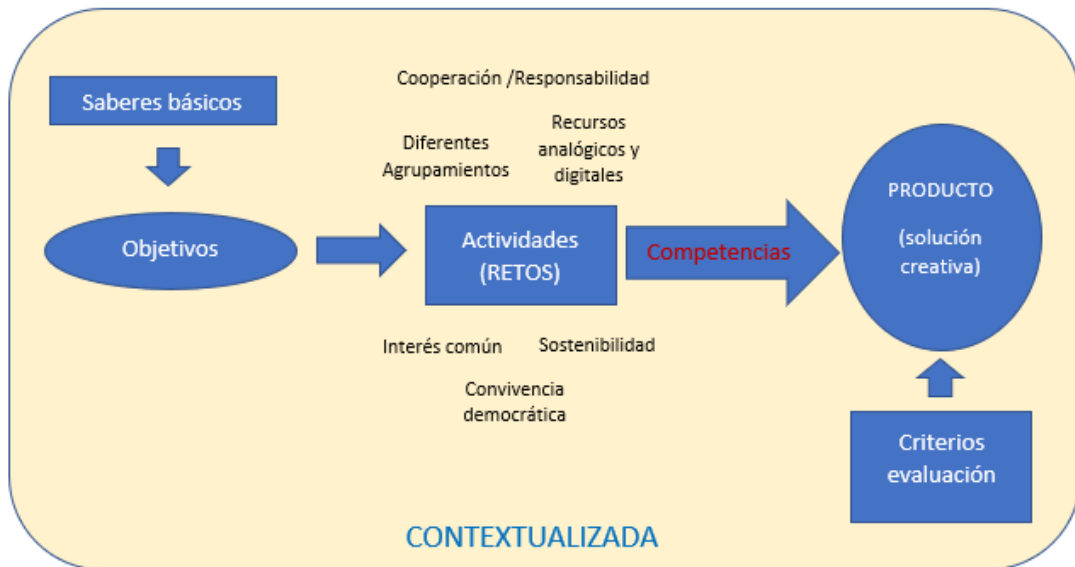 Cooperación /Responsabilidad
Saberes básicos
Diferentes
Agrupamientos
Recursos
analógicos y
digitales
Objetivos
Actividades
(RETOS)
Competencias
PRODUCTO
(solución
creativa)
Interés común
Sostenibilidad
Convivencia
democrática
Criterios
evaluación
CONTEXTUALIZADA